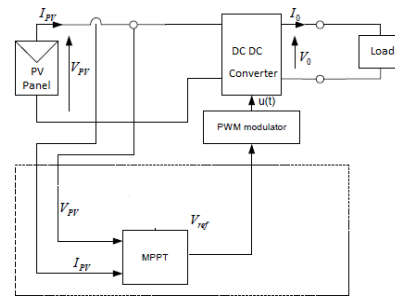 I_PV
I_0
DC DC
Converter
PV
Panel
V_PV
V_0
Load
u(t)
PWM modulator
V_PV
V_ref
MPPT
I_PV